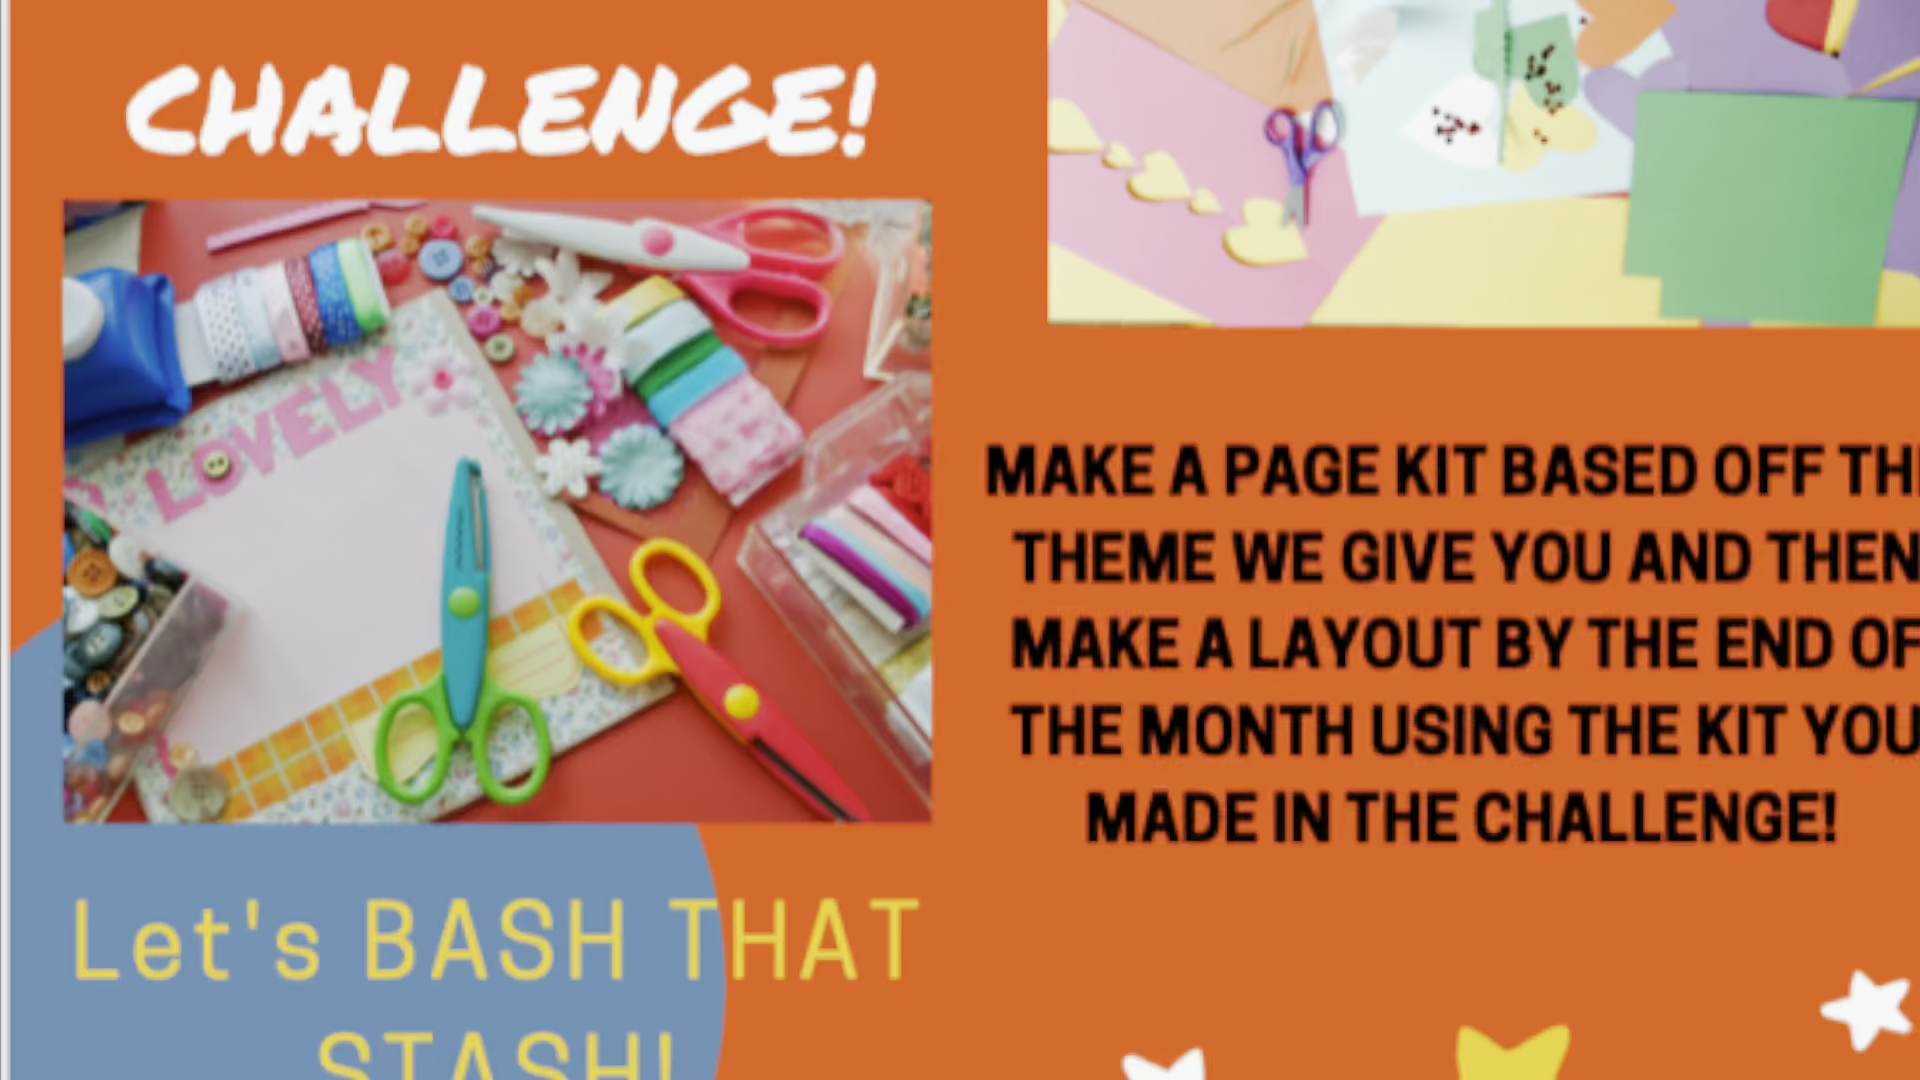 CHALLENGE!
LOVELY
Let's BASH THAT
STASH!
MAKE A PAGE KIT BASED OFF TH
THEME WE GIVE YOU AND THEN
MAKE A LAYOUT BY THE END OF
THE MONTH USING THE KIT YOU
MADE IN THE CHALLENGE!